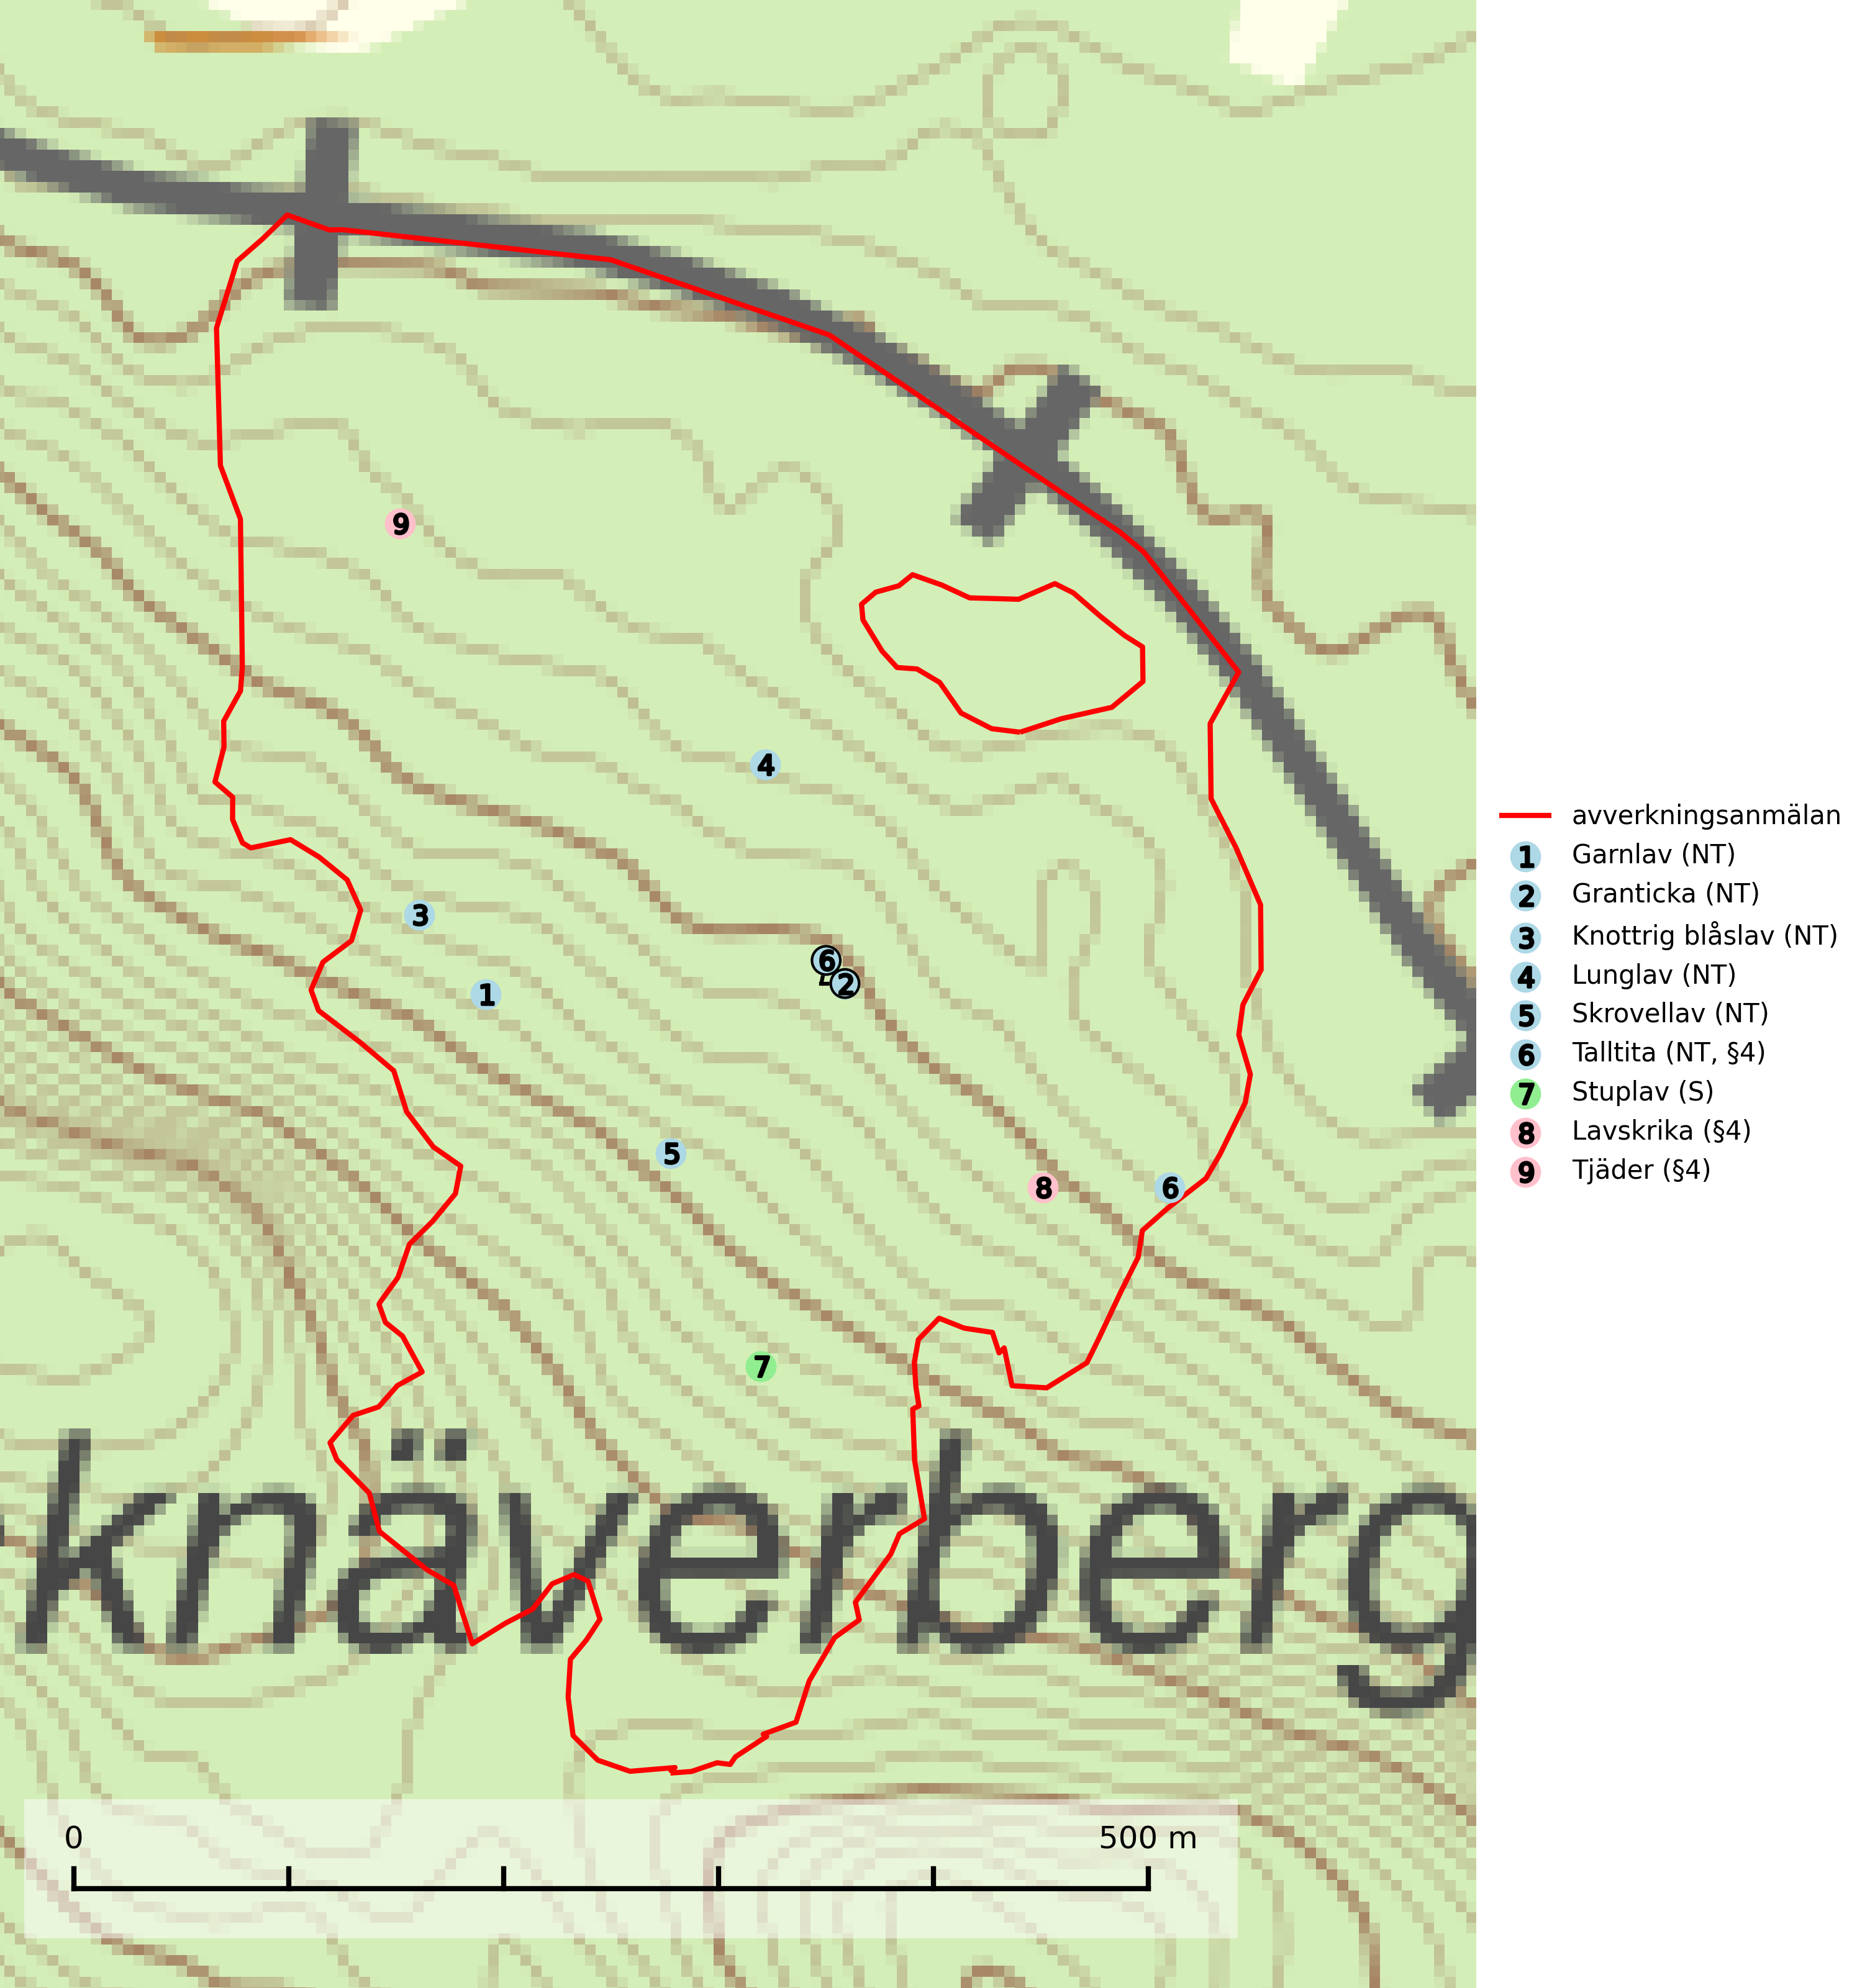 9
4
3
6
2
1
5
8
6
7
knäverberg
0
500 m
avverkningsanmälan
1 Garnlav (NT)
2 Granticka (NT)
3 Knottrig blåslav (NT)
4 Lunglav (NT)
5 Skrovellav (NT)
6 Talltita (NT, §4)
7 Stuplav (S)
8 Lavskrika (§4)
9 Tjäder (§4)